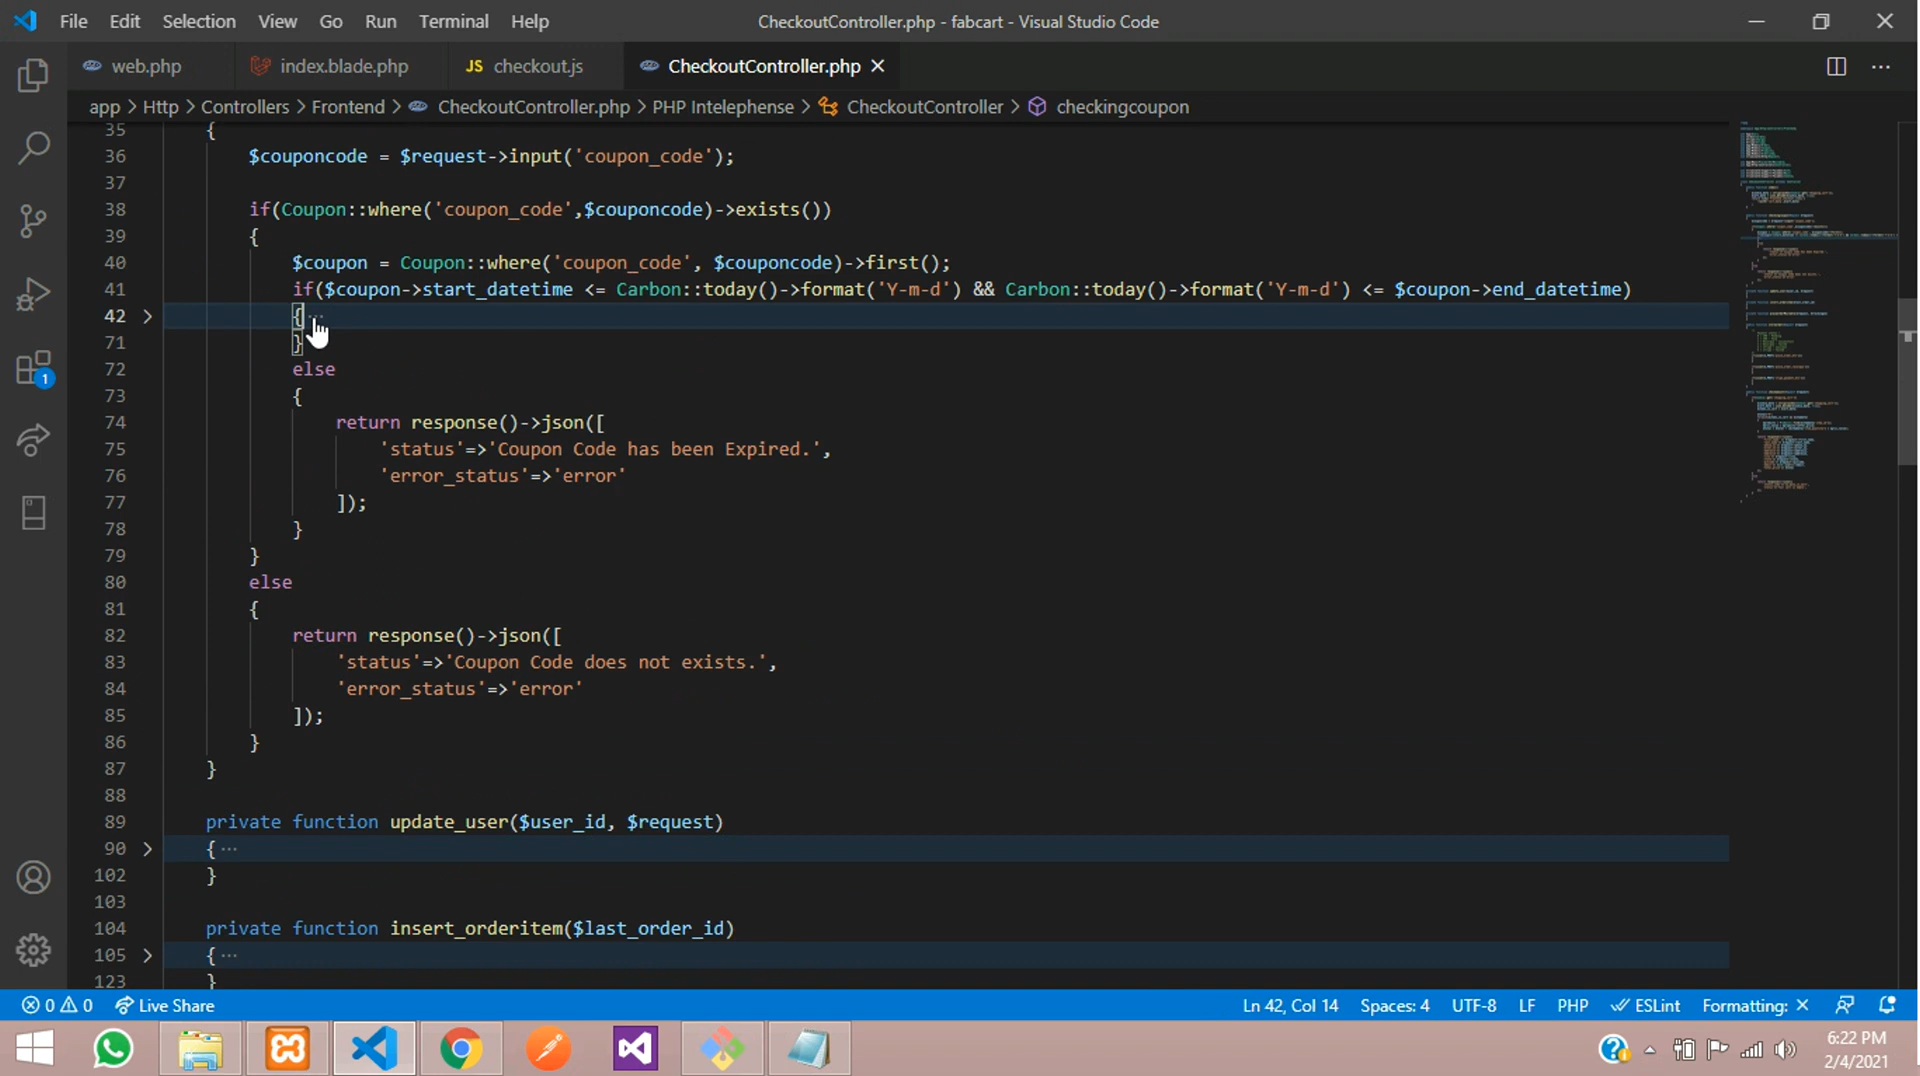 File Edit Selection View Go Run Terminal Help CheckoutController.php - fabcart - Visual Studio Code
web.php index.blade.php JS checkout.js CheckoutController.php
app > Http > Controllers > Frontend > CheckoutController.php > PHP Intelephense > CheckoutController > checkingcoupon
35 {
36 $couponcode = $request->input('coupon_code');
37
38 if(Coupon::where('coupon_code',$couponcode)->exists())
39 {
40 $coupon = Coupon::where('coupon_code', $couponcode)->first();
41 if($coupon->start_datetime <= Carbon::today()->format('Y-m-d') && Carbon::today()->format('Y-m-d') <= $coupon->end_datetime)
42 > {···
71 }
72 else
73 {
74 return response()->json([
75 'status'=>'Coupon Code has been Expired.',
76 'error_status'=>'error'
77 ]);
78 }
79 }
80 else
81 {
82 return response()->json([
83 'status'=>'Coupon Code does not exists.',
84 'error_status'=>'error'
85 ]);
86 }
87 }
88
89 private function update_user($user_id, $request)
90 > {···
102 }
103
104 private function insert_orderitem($last_order_id)
105 > {···
123 }
1
0 0 Live Share Ln 42, Col 14 Spaces: 4 UTF-8 LF PHP ESLint Formatting: ×
6:22 PM
2/4/2021